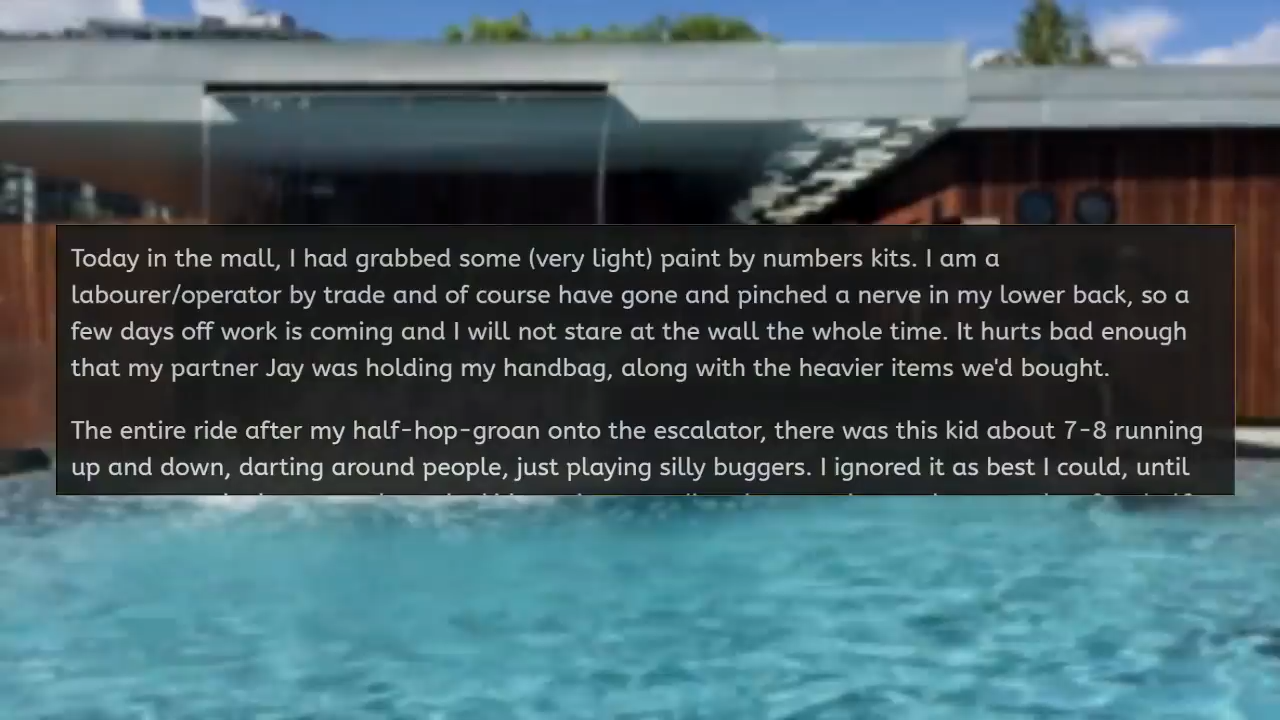 Today in the mall, I had grabbed some (very light) paint by numbers kits. I am a
labourer/operator by trade and of course have gone and pinched a nerve in my lower back, so a
few days off work is coming and I will not stare at the wall the whole time. It hurts bad enough
that my partner Jay was holding my handbag, along with the heavier items we'd bought.
The entire ride after my half-hop-groan onto the escalator, there was this kid about 7-8 running
up and down, darting around people, just playing silly buggers. I ignored it as best I could, until